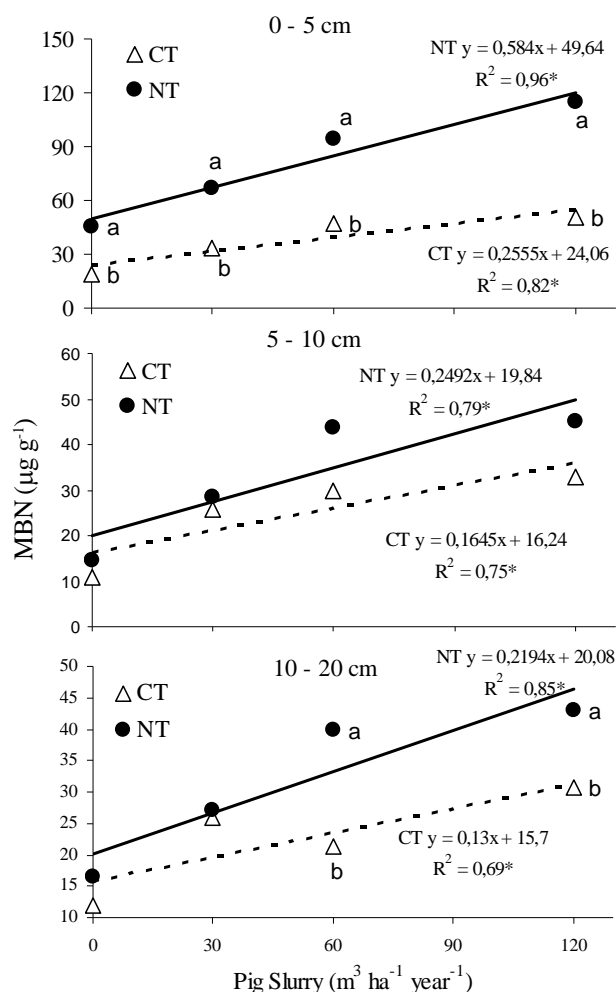 0 - 5 cm
150
120
90
60
30
0
CT
NT
NT y = 0,584x + 49,64
R² = 0,96*
a
a
a
a
b
b
b
b
CT y = 0,2555x + 24,06
R² = 0,82*
5 - 10 cm
60
50
40
30
20
10
0
CT
NT
NT y = 0,2492x + 19,84
R² = 0,79*
CT y = 0,1645x + 16,24
R² = 0,75*
MBN (µg g⁻¹)
10 - 20 cm
50
45
40
35
30
25
20
15
10
CT
NT
NT y = 0,2194x + 20,08
R² = 0,85*
a
a
b
b
CT y = 0,13x + 15,7
R² = 0,69*
0 30 60 90 120
Pig Slurry (m³ ha⁻¹ year⁻¹)